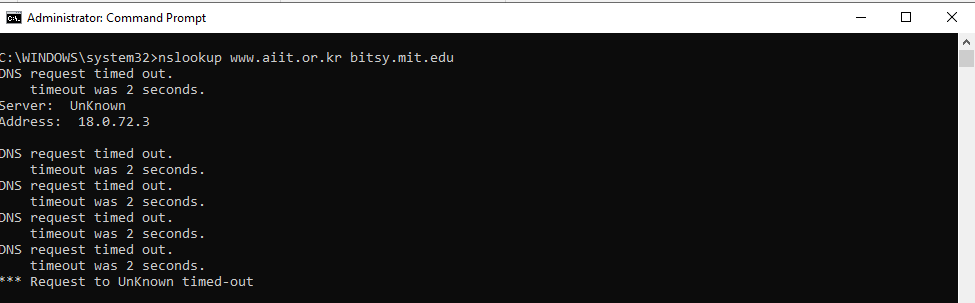 Administrator: Command Prompt
C:\WINDOWS\system32>nslookup www.aiit.or.kr bitsy.mit.edu
DNS request timed out.
    timeout was 2 seconds.
Server:  UnKnown
Address:  18.0.72.3
DNS request timed out.
    timeout was 2 seconds.
DNS request timed out.
    timeout was 2 seconds.
DNS request timed out.
    timeout was 2 seconds.
DNS request timed out.
    timeout was 2 seconds.
*** Request to UnKnown timed-out